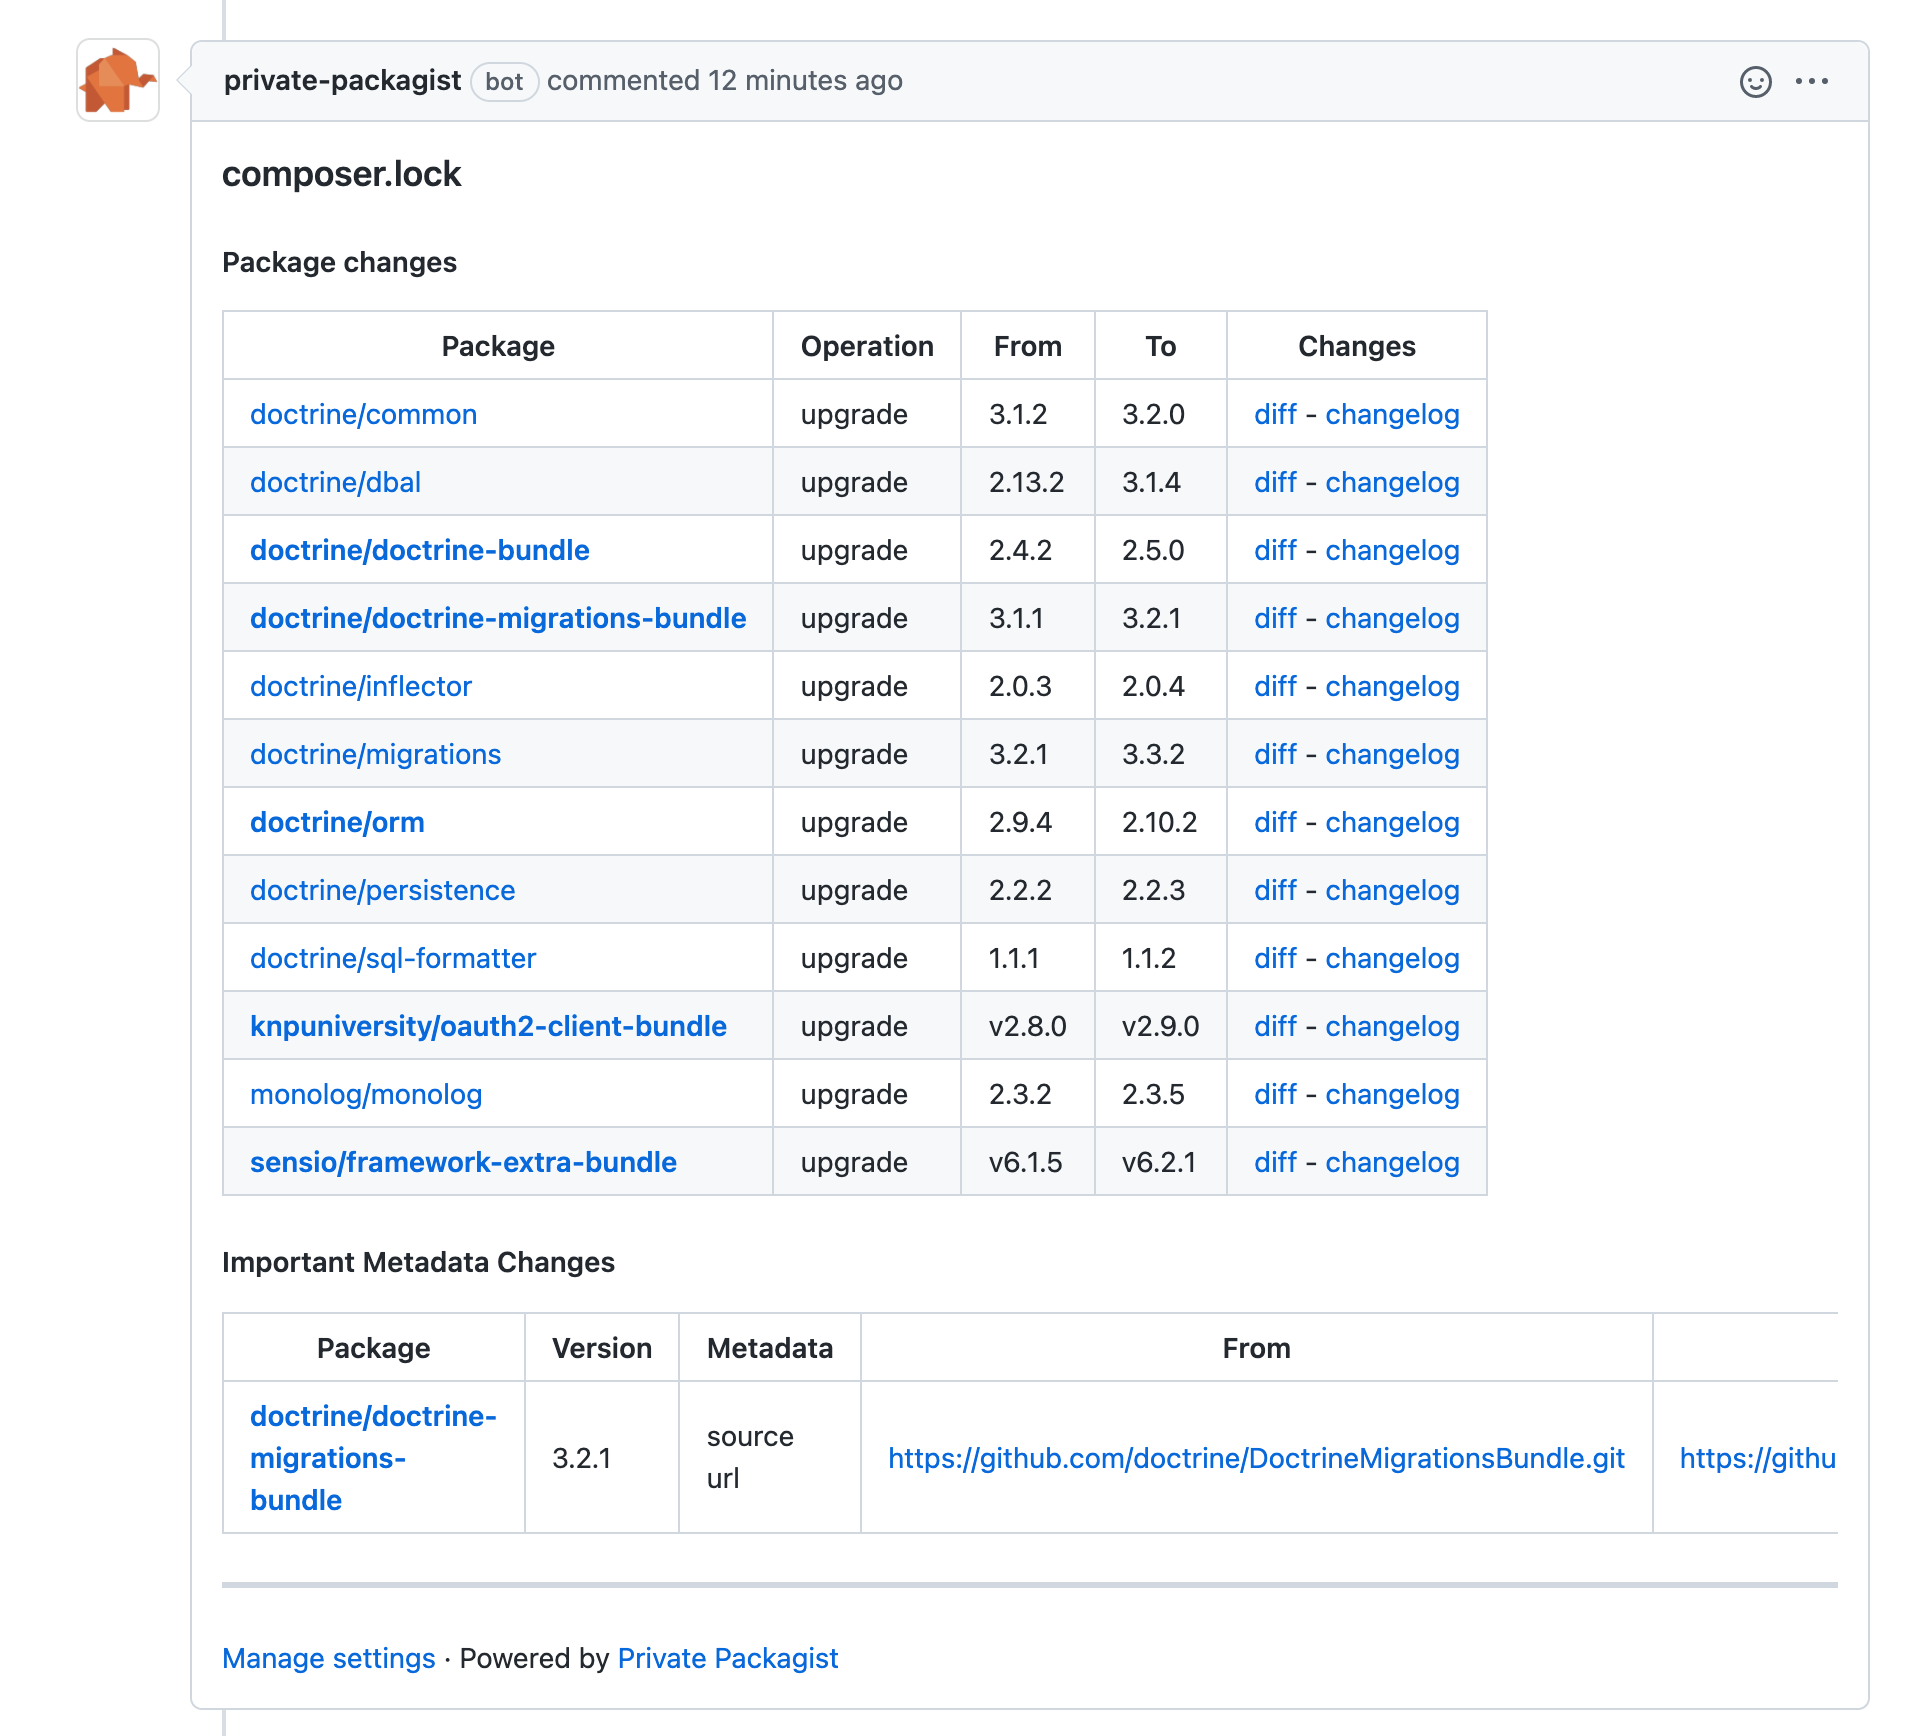 private-packagist bot commented 12 minutes ago
composer.lock
Package changes
Package Operation From To Changes
doctrine/common upgrade 3.1.2 3.2.0 diff - changelog
doctrine/dbal upgrade 2.13.2 3.1.4 diff - changelog
doctrine/doctrine-bundle upgrade 2.4.2 2.5.0 diff - changelog
doctrine/doctrine-migrations-bundle upgrade 3.1.1 3.2.1 diff - changelog
doctrine/inflector upgrade 2.0.3 2.0.4 diff - changelog
doctrine/migrations upgrade 3.2.1 3.3.2 diff - changelog
doctrine/orm upgrade 2.9.4 2.10.2 diff - changelog
doctrine/persistence upgrade 2.2.2 2.2.3 diff - changelog
doctrine/sql-formatter upgrade 1.1.1 1.1.2 diff - changelog
knpuniversity/oauth2-client-bundle upgrade v2.8.0 v2.9.0 diff - changelog
monolog/monolog upgrade 2.3.2 2.3.5 diff - changelog
sensio/framework-extra-bundle upgrade v6.1.5 v6.2.1 diff - changelog
Important Metadata Changes
Package Version Metadata From
doctrine/doctrine-
migrations-
bundle
3.2.1
source
url
https://github.com/doctrine/DoctrineMigrationsBundle.git
https://githu
Manage settings · Powered by Private Packagist